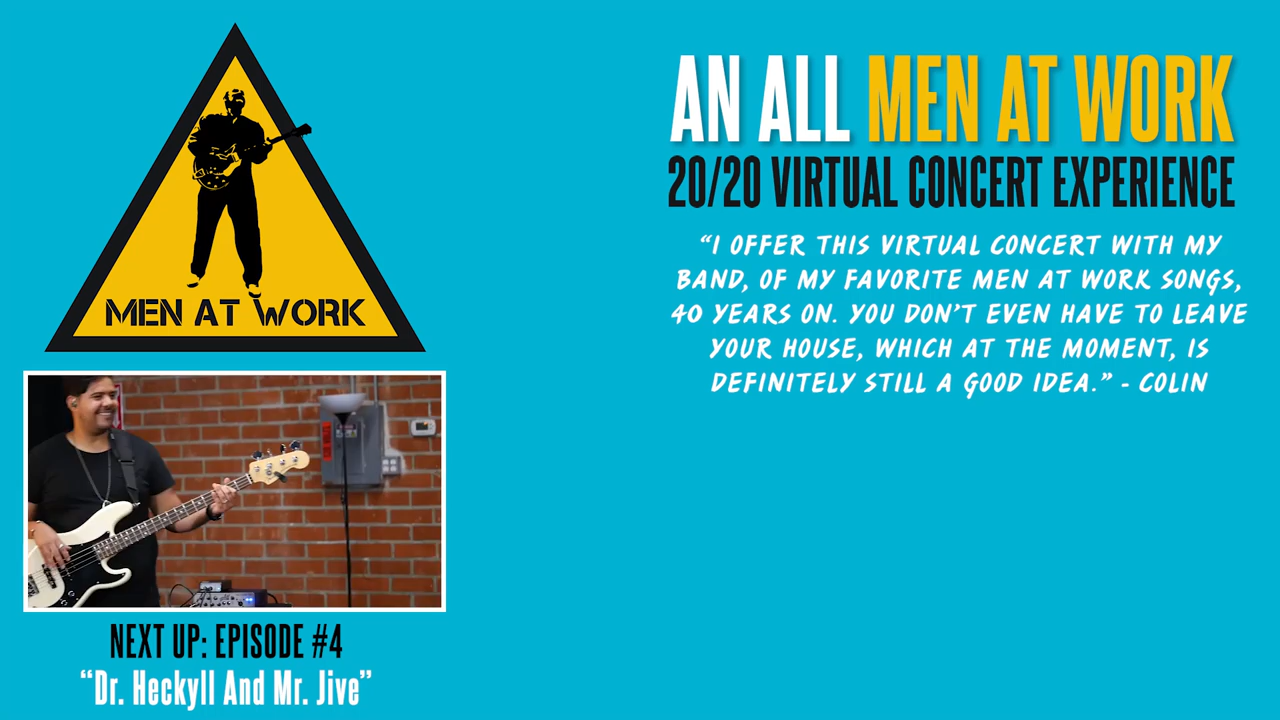 MEN AT WORK
NEXT UP: EPISODE #4
“Dr. Heckyll And Mr. Jive”
AN ALL MEN AT WORK
20/20 VIRTUAL CONCERT EXPERIENCE
“I OFFER THIS VIRTUAL CONCERT WITH MY
BAND, OF MY FAVORITE MEN AT WORK SONGS,
40 YEARS ON. YOU DON’T EVEN HAVE TO LEAVE
YOUR HOUSE, WHICH AT THE MOMENT, IS
DEFINITELY STILL A GOOD IDEA.” - COLIN